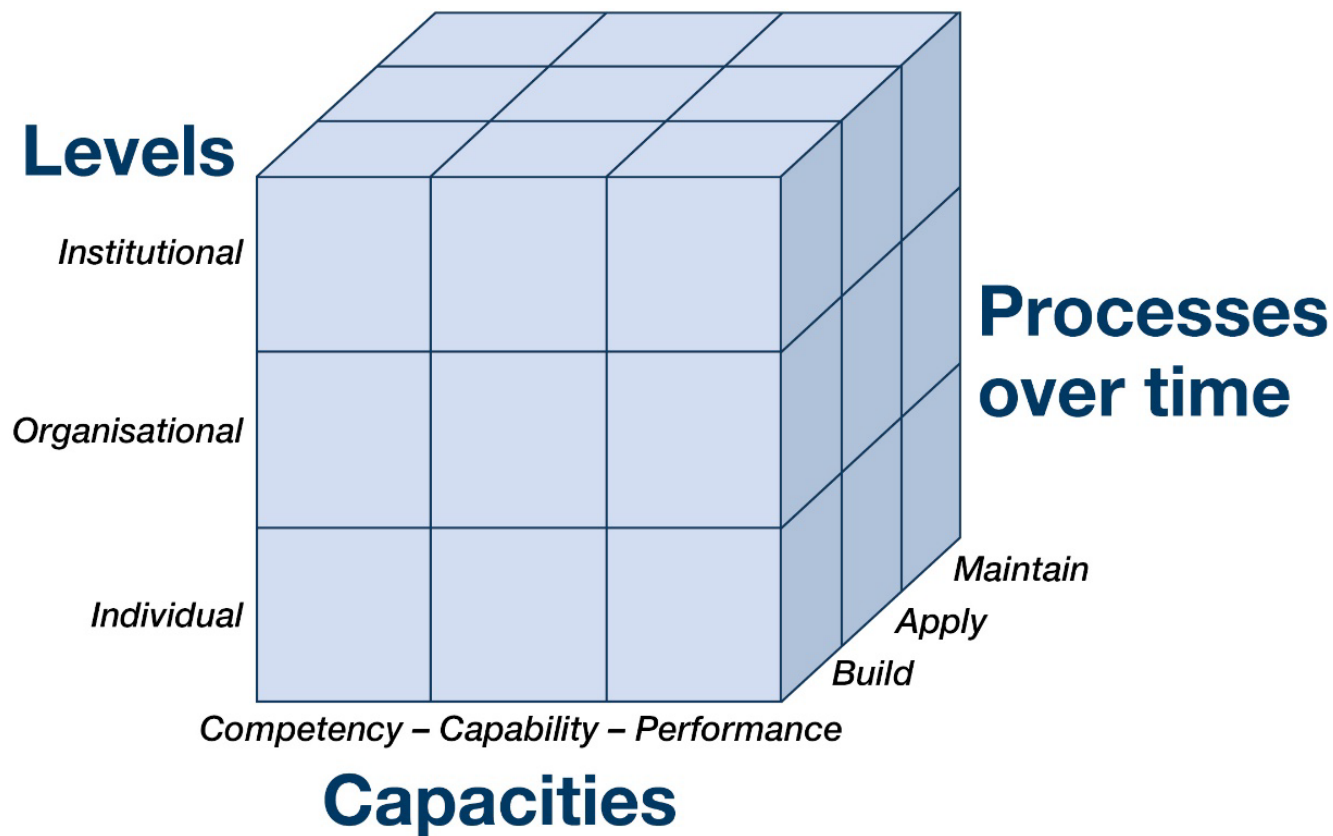 Levels
Institutional
Organisational
Individual
Processes
over time
Maintain
Apply
Build
Competency – Capability – Performance
Capacities